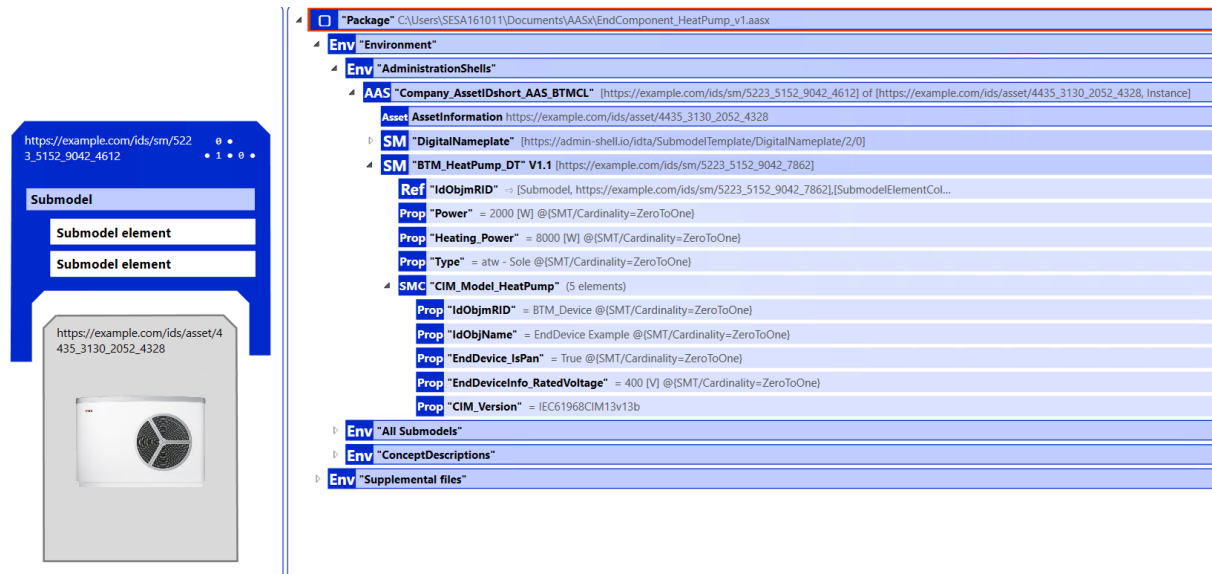 https://example.com/ids/sm/522
3_5152_9042_4612
0 ●
● 1 ● 0 ●
Submodel
Submodel element
Submodel element
https://example.com/ids/asset/4
435_3130_2052_4328
"Package" C:\Users\SESA161011\Documents\AASx\EndComponent_HeatPump_v1.aasx
Env "Environment"
Env "AdministrationShells"
AAS "Company_AssetIDshort_AAS_BTMCL" [https://example.com/ids/sm/5223_5152_9042_4612] of [https://example.com/ids/asset/4435_3130_2052_4328, Instance]
Asset AssetInformation https://example.com/ids/asset/4435_3130_2052_4328
SM "DigitalNameplate" [https://admin-shell.io/idta/SubmodelTemplate/DigitalNameplate/2/0]
SM "BTM_HeatPump_DT" V1.1 [https://example.com/ids/sm/5223_5152_9042_7862]
Ref "IdObjmRID" ⇨ [Submodel, https://example.com/ids/sm/5223_5152_9042_7862],[SubmodelElementCol...
Prop "Power" = 2000 [W] @{SMT/Cardinality=ZeroToOne}
Prop "Heating_Power" = 8000 [W] @{SMT/Cardinality=ZeroToOne}
Prop "Type" = atw - Sole @{SMT/Cardinality=ZeroToOne}
SMC "CIM_Model_HeatPump" (5 elements)
Prop "IdObjmRID" = BTM_Device @{SMT/Cardinality=ZeroToOne}
Prop "IdObjName" = EndDevice Example @{SMT/Cardinality=ZeroToOne}
Prop "EndDevice_IsPan" = True @{SMT/Cardinality=ZeroToOne}
Prop "EndDeviceInfo_RatedVoltage" = 400 [V] @{SMT/Cardinality=ZeroToOne}
Prop "CIM_Version" = IEC61968CIM13v13b
Env "All Submodels"
Env "ConceptDescriptions"
Env "Supplemental files"